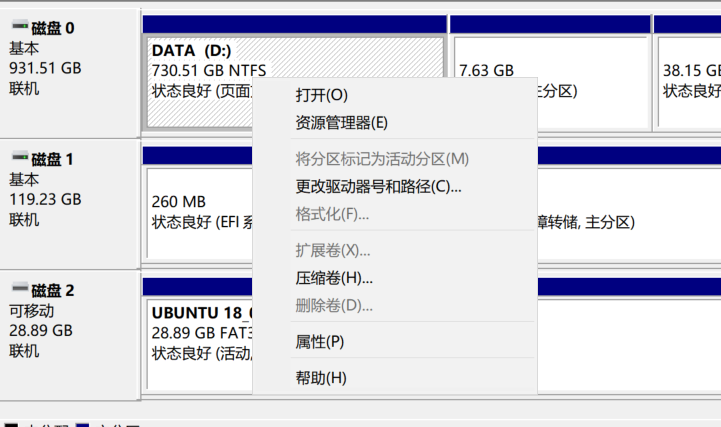 磁盘 0
基本
931.51 GB
联机
DATA (D:)
730.51 GB NTFS
状态良好 (页面
7.63 GB
主分区)
38.15 GB
状态良好
打开(O)
资源管理器(E)
将分区标记为活动分区(M)
更改驱动器号和路径(C)...
格式化(F)...
扩展卷(X)...
压缩卷(H)...
删除卷(D)...
属性(P)
帮助(H)
磁盘 1
基本
119.23 GB
联机
260 MB
状态良好 (EFI 系
障转储, 主分区)
磁盘 2
可移动
28.89 GB
联机
UBUNTU 18_
28.89 GB FAT3
状态良好 (活动,